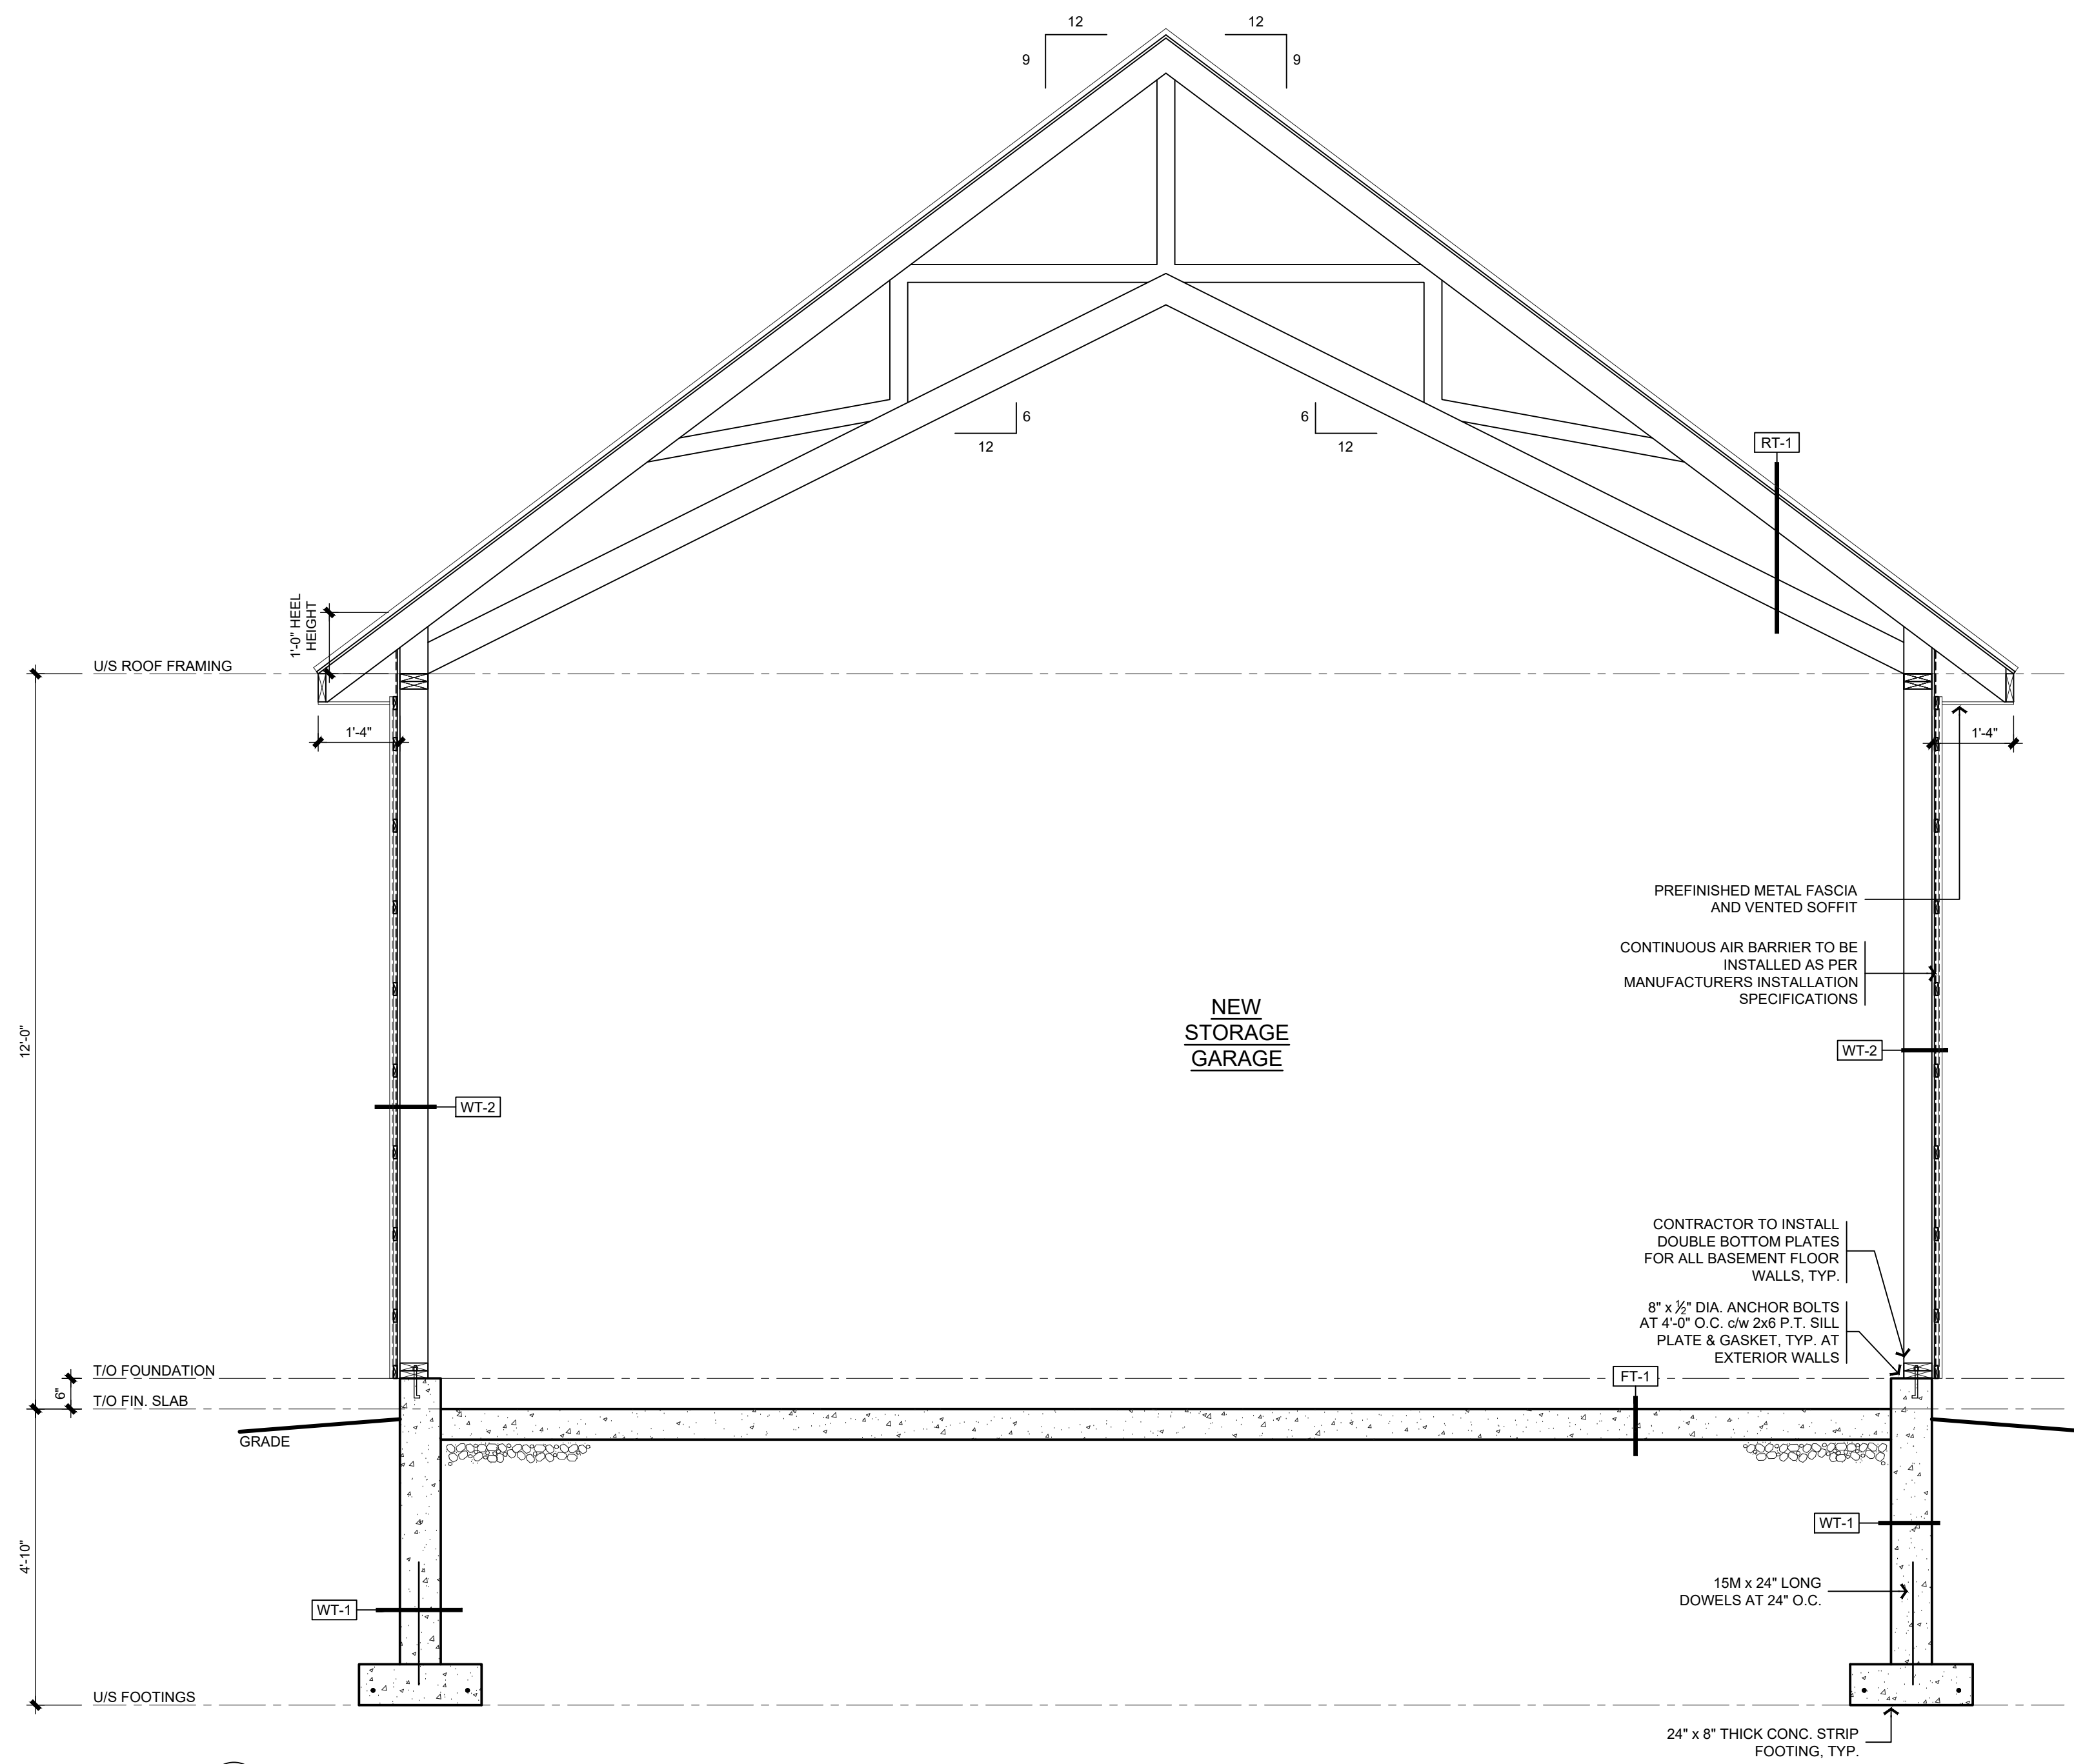 12
12
9
9
6
6
12
12
RT-1
1'-0" HEEL
HEIGHT
U/S ROOF FRAMING
1'-4"
1'-4"
PREFINISHED METAL FASCIA
AND VENTED SOFFIT
CONTINUOUS AIR BARRIER TO BE
INSTALLED AS PER
MANUFACTURERS INSTALLATION
SPECIFICATIONS
NEW
STORAGE
GARAGE
12'-0"
WT-2
WT-2
CONTRACTOR TO INSTALL
DOUBLE BOTTOM PLATES
FOR ALL BASEMENT FLOOR
WALLS, TYP.
8" x ½" DIA. ANCHOR BOLTS
AT 4'-0" O.C. c/w 2x6 P.T. SILL
PLATE & GASKET, TYP. AT
EXTERIOR WALLS
T/O FOUNDATION
6"
T/O FIN. SLAB
FT-1
GRADE
WT-1
4'-10"
15M x 24" LONG
DOWELS AT 24" O.C.
WT-1
U/S FOOTINGS
24" x 8" THICK CONC. STRIP
FOOTING, TYP.